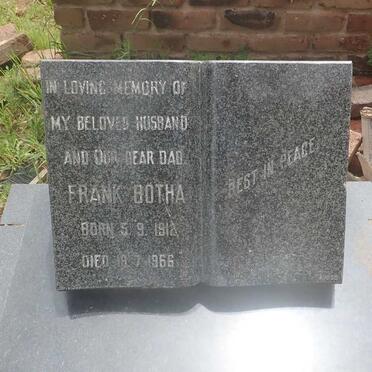 IN LOVING MEMORY OF
MY BELOVED HUSBAND
AND OUR DEAR DAD
FRANK BOTHA
BORN 5. 9. 1912
DIED 19. 7. 1966
REST IN PEACE